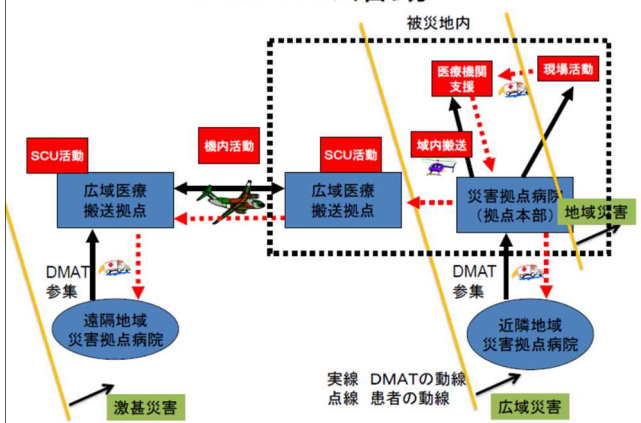 被災地内
医療機関
支援
現場活動
機内活動
域内搬送
SCU活動
SCU活動
広域医療
搬送拠点
広域医療
搬送拠点
災害拠点病院
（拠点本部）
地域災害
DMAT
参集
DMAT
参集
遠隔地域
災害拠点病院
近隣地域
災害拠点病院
実線 DMATの動線
点線 患者の動線
激甚災害
広域災害